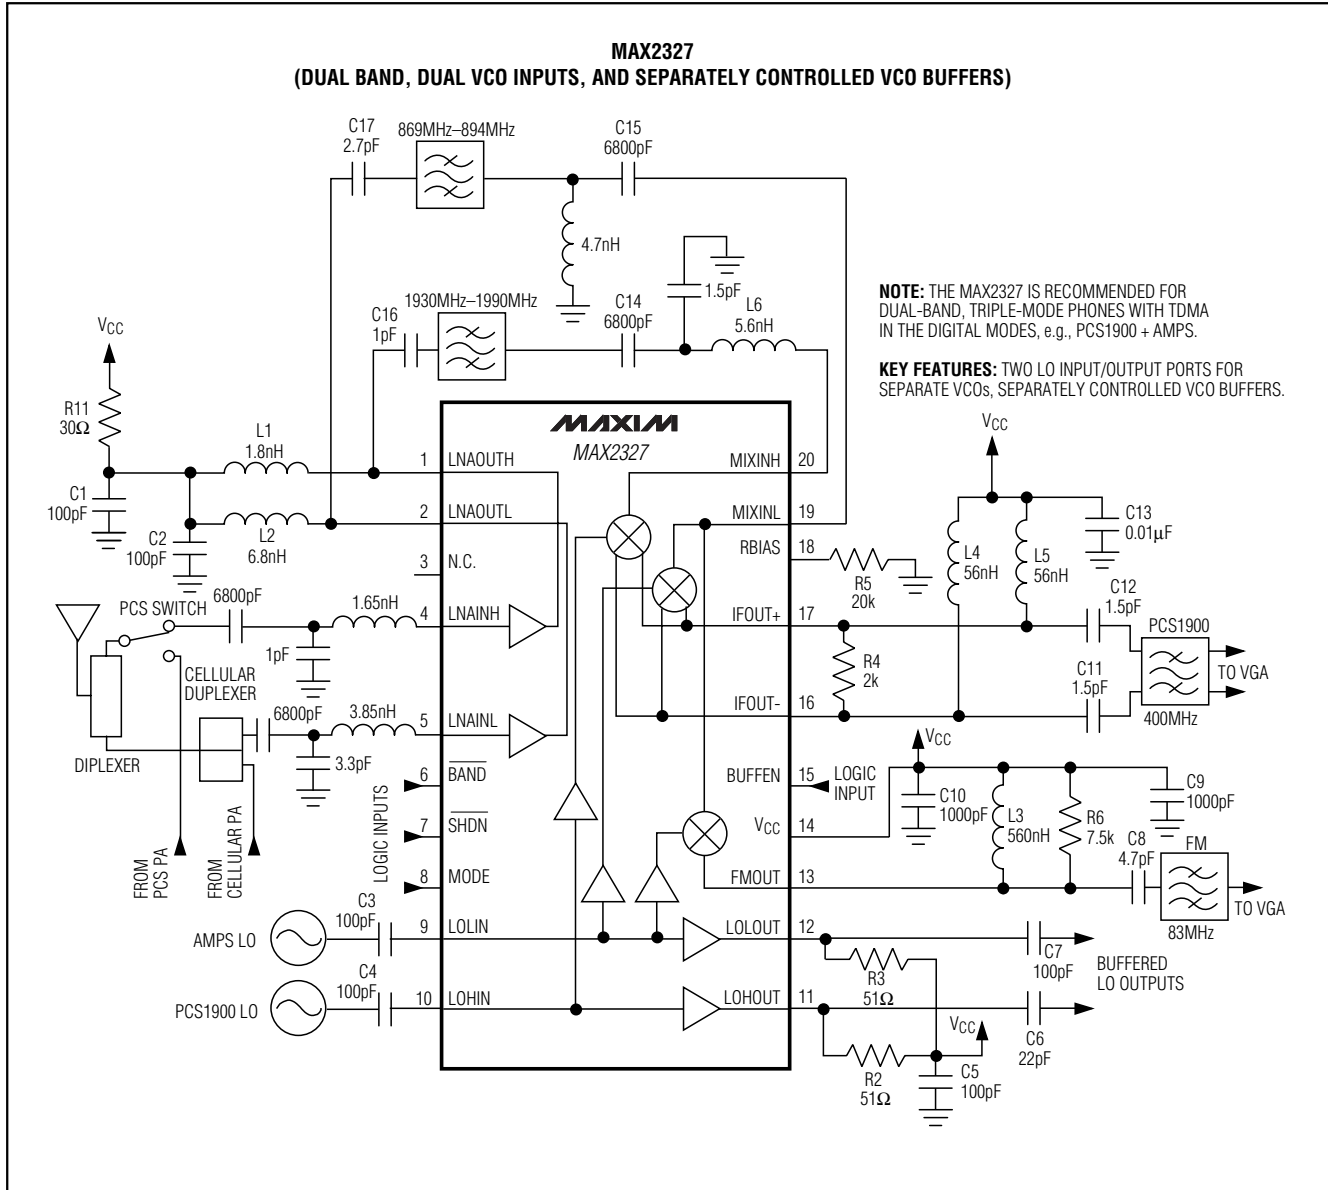 MAX2327
(DUAL BAND, DUAL VCO INPUTS, AND SEPARATELY CONTROLLED VCO BUFFERS)
C17
2.7pF
869MHz–894MHz
C15
6800pF
4.7nH
1.5pF
C16
1pF
1930MHz–1990MHz
C14
6800pF
L6
5.6nH
NOTE: THE MAX2327 IS RECOMMENDED FOR
DUAL-BAND, TRIPLE-MODE PHONES WITH TDMA
IN THE DIGITAL MODES, e.g., PCS1900 + AMPS.
KEY FEATURES: TWO LO INPUT/OUTPUT PORTS FOR
SEPARATE VCOs, SEPARATELY CONTROLLED VCO BUFFERS.
VCC
R11
30Ω
L1
1.8nH
C1
100pF
C2
100pF
L2
6.8nH
MAXIM
MAX2327
1 LNAOUTH
2 LNAOUTL
3 N.C.
4 LNAINH
5 LNAINL
6 BAND
7 SHDN
8 MODE
9 LOLIN
10 LOHIN
MIXINH 20
MIXINL 19
RBIAS 18
IFOUT+ 17
IFOUT- 16
BUFFEN 15
VCC 14
FMOUT 13
LOLOUT 12
LOHOUT 11
PCS SWITCH
6800pF
1.65nH
1pF
CELLULAR
DUPLEXER
6800pF
3.85nH
3.3pF
DIPLEXER
FROM
PCS PA
FROM
CELLULAR PA
LOGIC INPUTS
AMPS LO
C3
100pF
PCS1900 LO
C4
100pF
R5
20k
VCC
L4
56nH
L5
56nH
C13
0.01μF
R4
2k
C12
1.5pF
C11
1.5pF
PCS1900
400MHz
TO VGA
LOGIC
INPUT
VCC
C10
1000pF
L3
560nH
R6
7.5k
C9
1000pF
C8
4.7pF
FM
83MHz
TO VGA
R3
51Ω
C7
100pF
BUFFERED
LO OUTPUTS
R2
51Ω
VCC
C5
100pF
C6
22pF